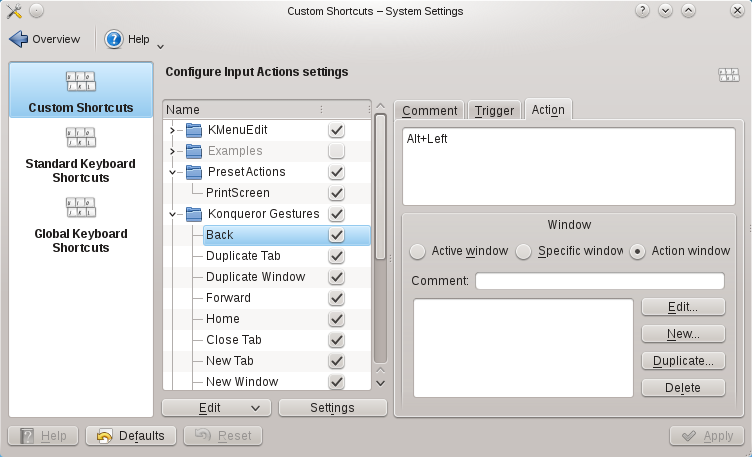 Custom Shortcuts – System Settings
Overview
Help
Custom Shortcuts
Standard Keyboard
Shortcuts
Global Keyboard
Shortcuts
Configure Input Actions settings
Name
KMenuEdit
Examples
Preset Actions
PrintScreen
Konqueror Gestures
Back
Duplicate Tab
Duplicate Window
Forward
Home
Close Tab
New Tab
New Window
Edit
Settings
Comment
Trigger
Action
Alt+Left
Window
Active window
Specific window
Action window
Comment:
Edit...
New...
Duplicate...
Delete
Help
Defaults
Reset
Apply